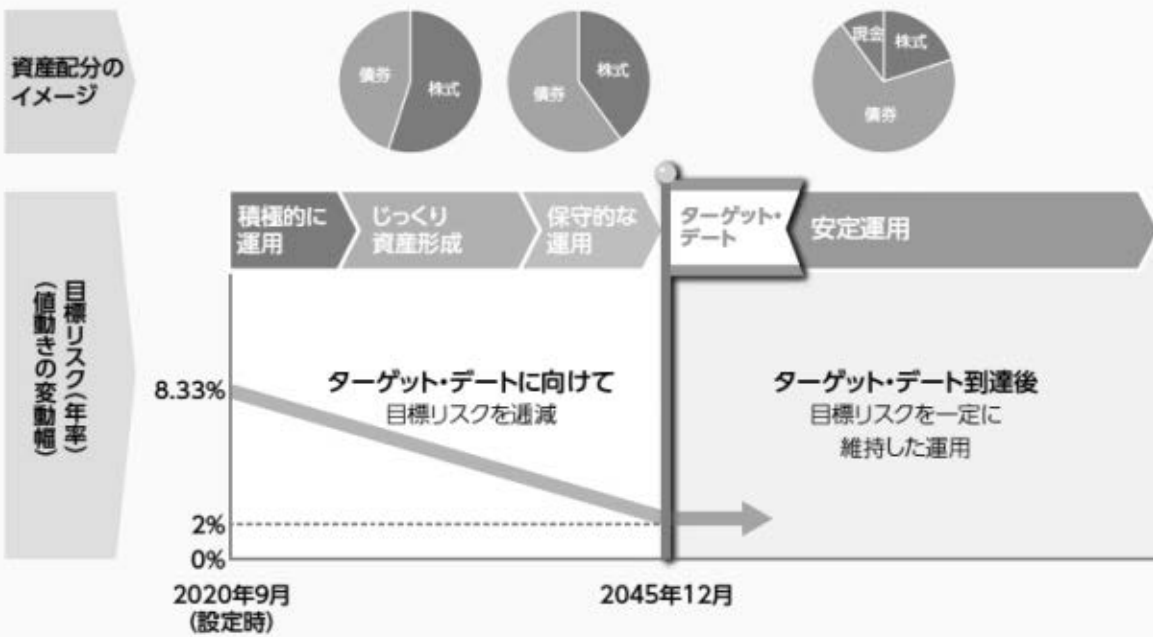 資産配分の
イメージ
債券
株式
債券
株式
現金
株式
債券
積極的に
運用
じっくり
資産形成
保守的な
運用
ターゲット・
デート
安定運用
目標リスク(年率)
(値動きの変動幅)
8.33%
2%
0%
ターゲット・デートに向けて
目標リスクを逓減
ターゲット・デート到達後
目標リスクを一定に
維持した運用
2020年9月
(設定時)
2045年12月